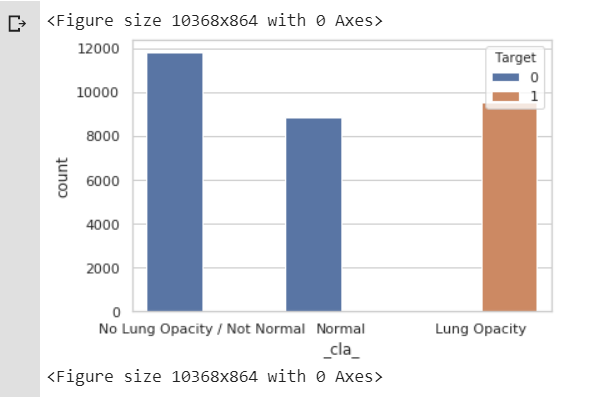 <Figure size 10368x864 with 0 Axes>
12000
10000
8000
6000
4000
2000
0
count
Target
0
1
No Lung Opacity / Not Normal Normal Lung Opacity
_cla_
<Figure size 10368x864 with 0 Axes>